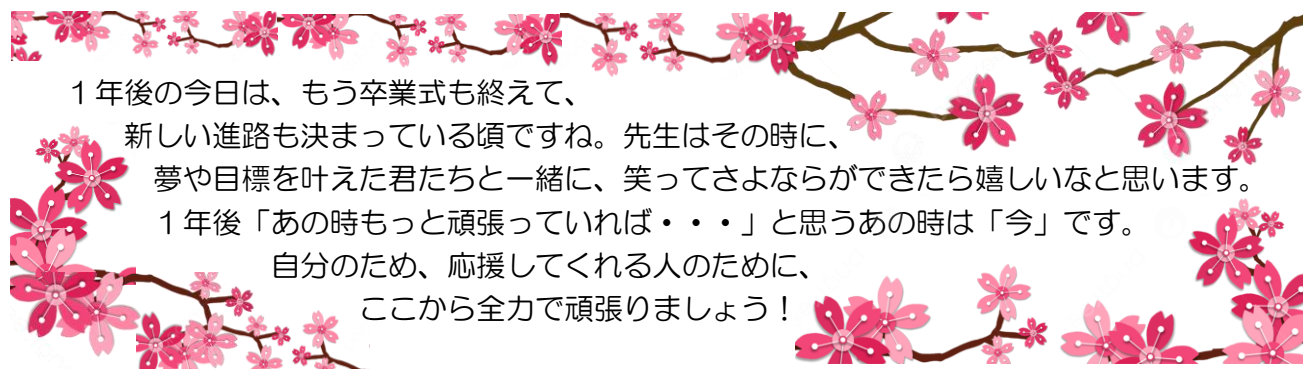 １年後の今日は、もう卒業式も終えて、
新しい進路も決まっている頃ですね。先生はその時に、
夢や目標を叶えた君たちと一緒に、笑ってさよならができたら嬉しいなと思います。
１年後「あの時もっと頑張っていれば・・・」と思うあの時は「今」です。
自分のため、応援してくれる人のために、
ここから全力で頑張りましょう！